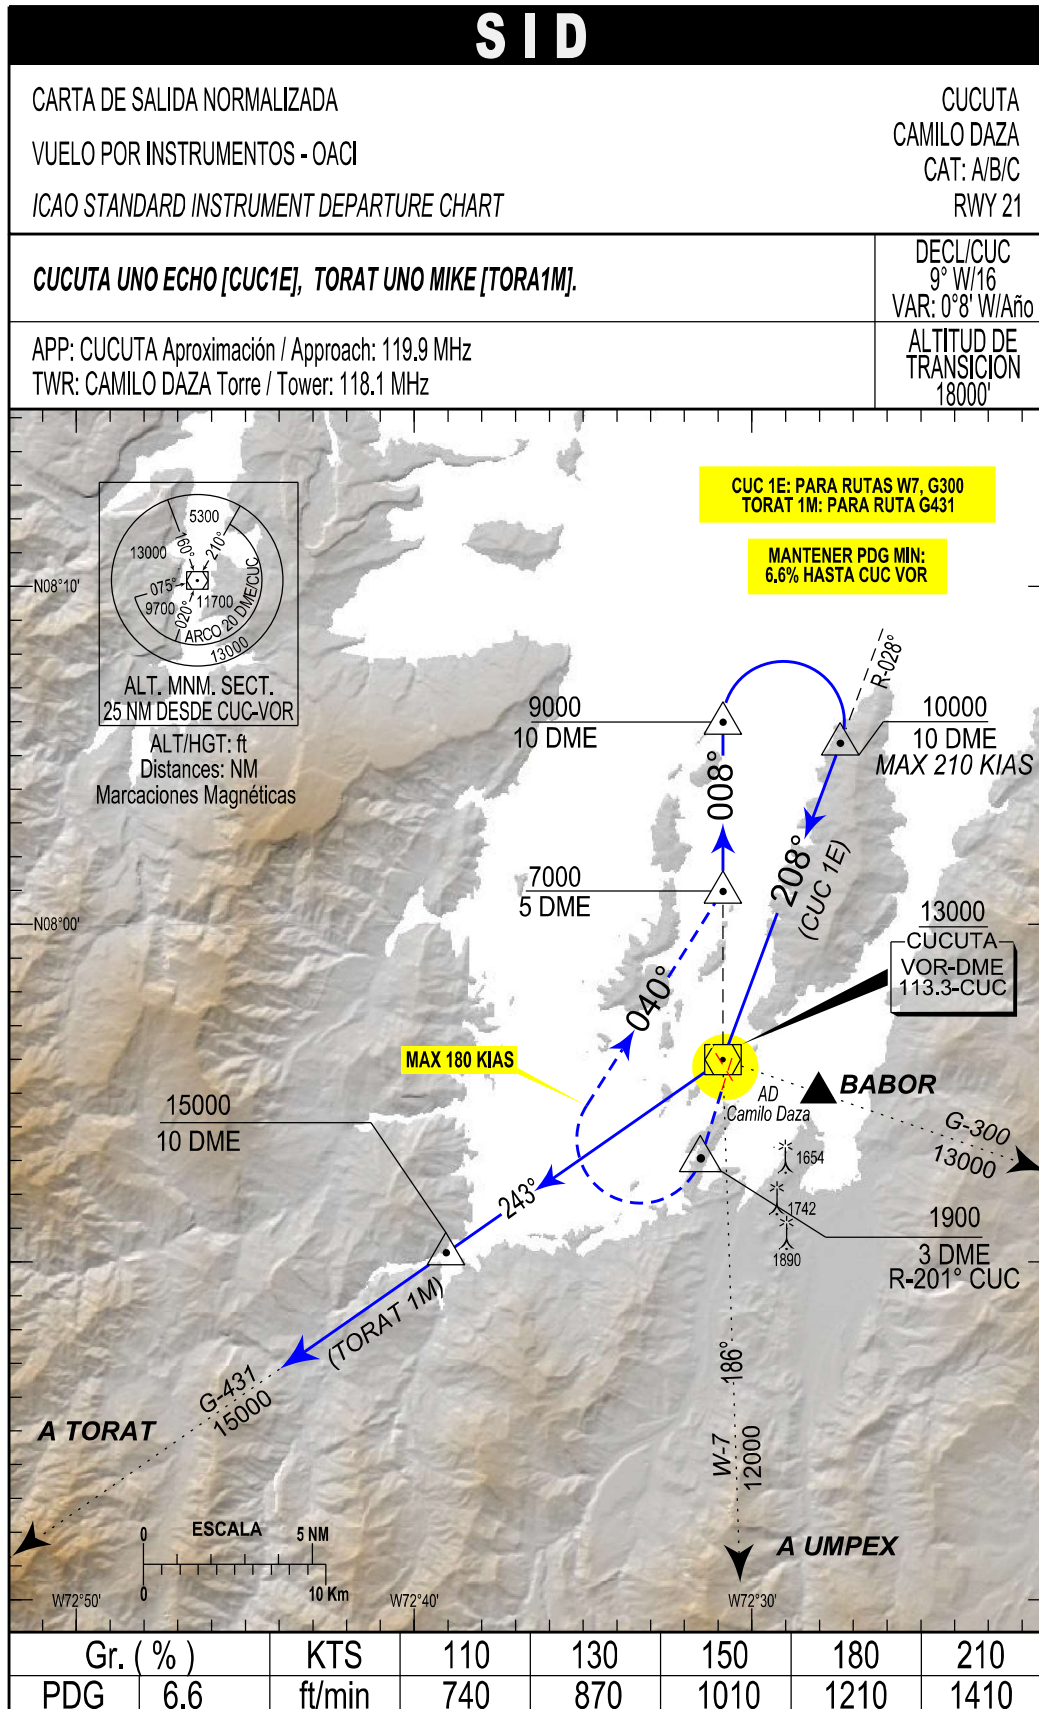 SID
CARTA DE SALIDA NORMALIZADA
VUELO POR INSTRUMENTOS - OACI
ICAO STANDARD INSTRUMENT DEPARTURE CHART
CUCUTA
CAMILO DAZA
CAT: A/B/C
RWY 21
CUCUTA UNO ECHO [CUC1E], TORAT UNO MIKE [TORA1M].
DECL/CUC
9° W/16
VAR: 0°8' W/Año
APP: CUCUTA Aproximación / Approach: 119.9 MHz
TWR: CAMILO DAZA Torre / Tower: 118.1 MHz
ALTITUD DE
TRANSICION
18000'
CUC 1E: PARA RUTAS W7, G300
TORAT 1M: PARA RUTA G431
MANTENER PDG MIN:
6.6% HASTA CUC VOR
5300
160°
210°
13000
075°
9700
11700
020°
ARCO 20 DME/CUC
13000
ALT. MNM. SECT.
25 NM DESDE CUC-VOR
ALT/HGT: ft
Distances: NM
Marcaciones Magnéticas
N08°10'
R-028°
9000
10 DME
10000
10 DME
MAX 210 KIAS
008°
208°
(CUC 1E)
7000
5 DME
N08°00'
13000
CUCUTA
VOR-DME
113.3-CUC
040°
MAX 180 KIAS
BABOR
AD
Camilo Daza
G-300
13000
15000
10 DME
1654
1742
1890
243°
1900
3 DME
R-201° CUC
(TORAT 1M)
186°
G-431
15000
A TORAT
W-7
12000
A UMPEX
0
ESCALA
5 NM
0
10 Km
W72°50'
W72°40'
W72°30'
Gr. ( % ) KTS 110 130 150 180 210
PDG 6.6 ft/min 740 870 1010 1210 1410